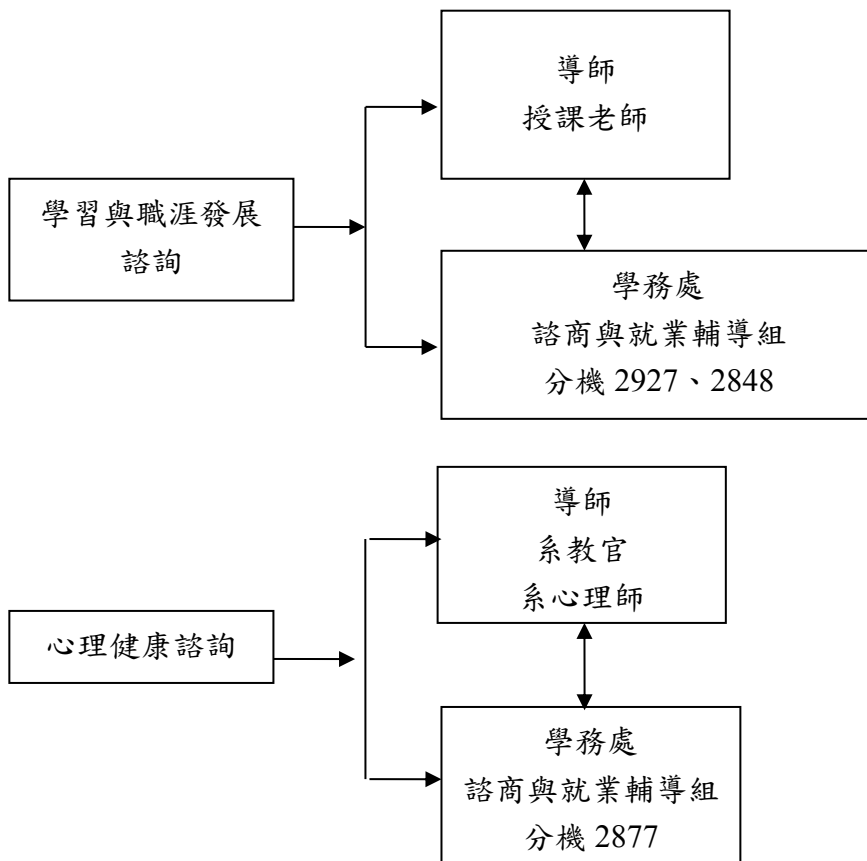 導師
授課老師
學習與職涯發展
諮詢
學務處
諮商與就業輔導組
分機 2927、2848
導師
系教官
系心理師
心理健康諮詢
學務處
諮商與就業輔導組
分機 2877